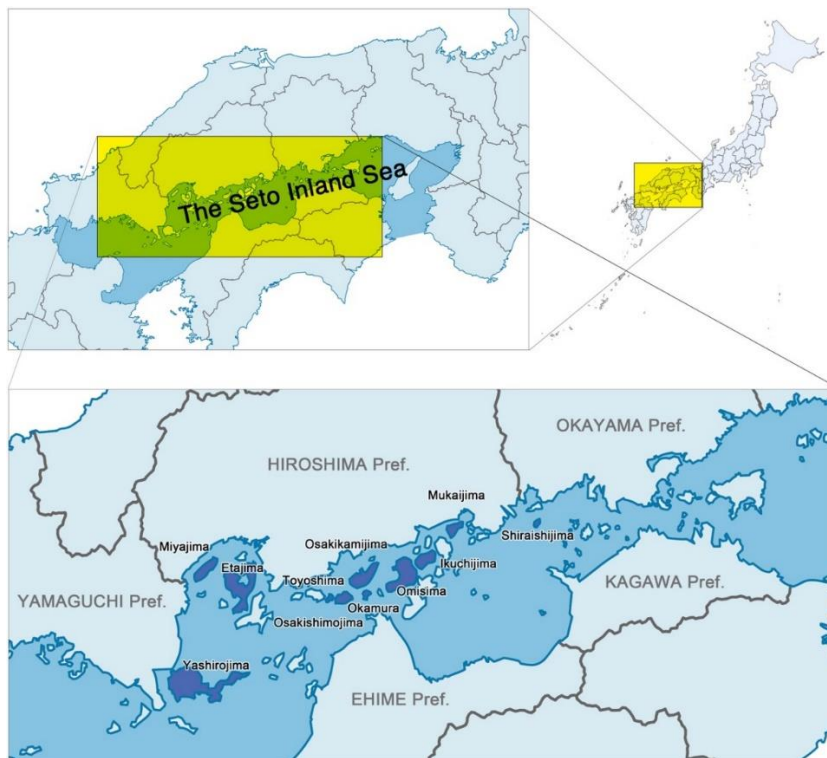 The Seto Inland Sea
OKAYAMA Pref.
HIROSHIMA Pref.
Mukaijima
Shiraishijima
Miyajima
Osakikamijima
Etajima
Ikuchijima
Toyoshima
KAGAWA Pref.
Omisima
YAMAGUCHI Pref.
Okamura
Osakishimojima
Yashirojima
EHIME Pref.